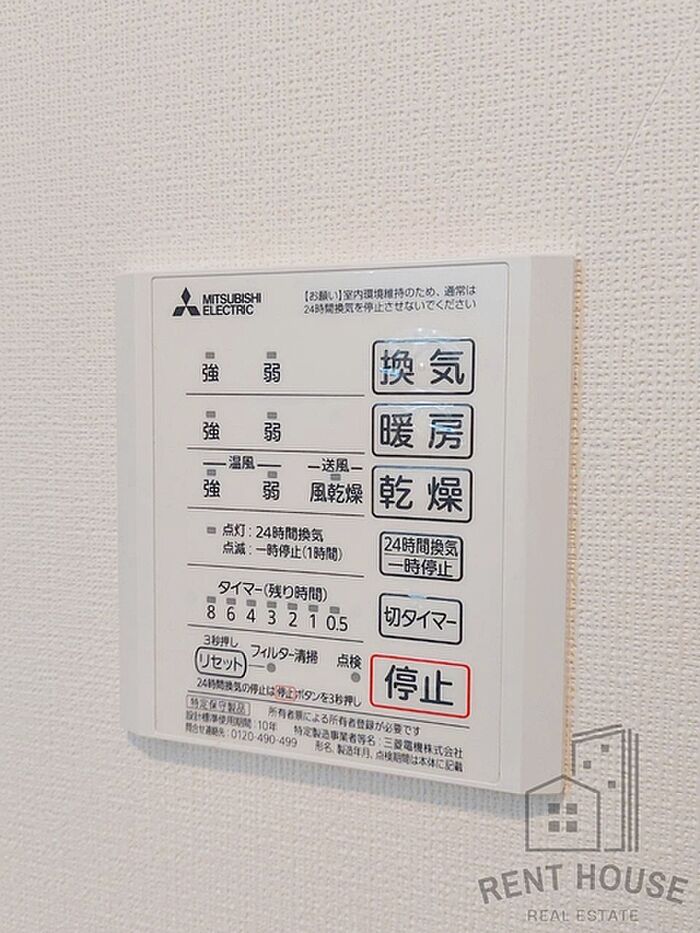 MITSUBISHI
ELECTRIC
【お願い】室内環境維持のため、通常は
24時間換気を停止させないでください
強 弱 換気
強 弱 暖房
温風 送風
強 弱 風乾燥 乾燥
点灯：24時間換気
点滅：一時停止(1時間)
24時間換気
一時停止
タイマー(残り時間)
8 6 4 3 2 1 0.5
切タイマー
3秒押し
リセット フィルター清掃 点検
停止
24時間換気の停止は停止ボタンを3秒押し
特定保守製品 所有者票による所有者登録が必要です
設計標準使用期間：10年 特定製造事業者等名：三菱電機株式会社
問合せ連絡先：0120-490-499 形名、製造年月、点検期間は本体に記載
RENT HOUSE
REAL ESTATE